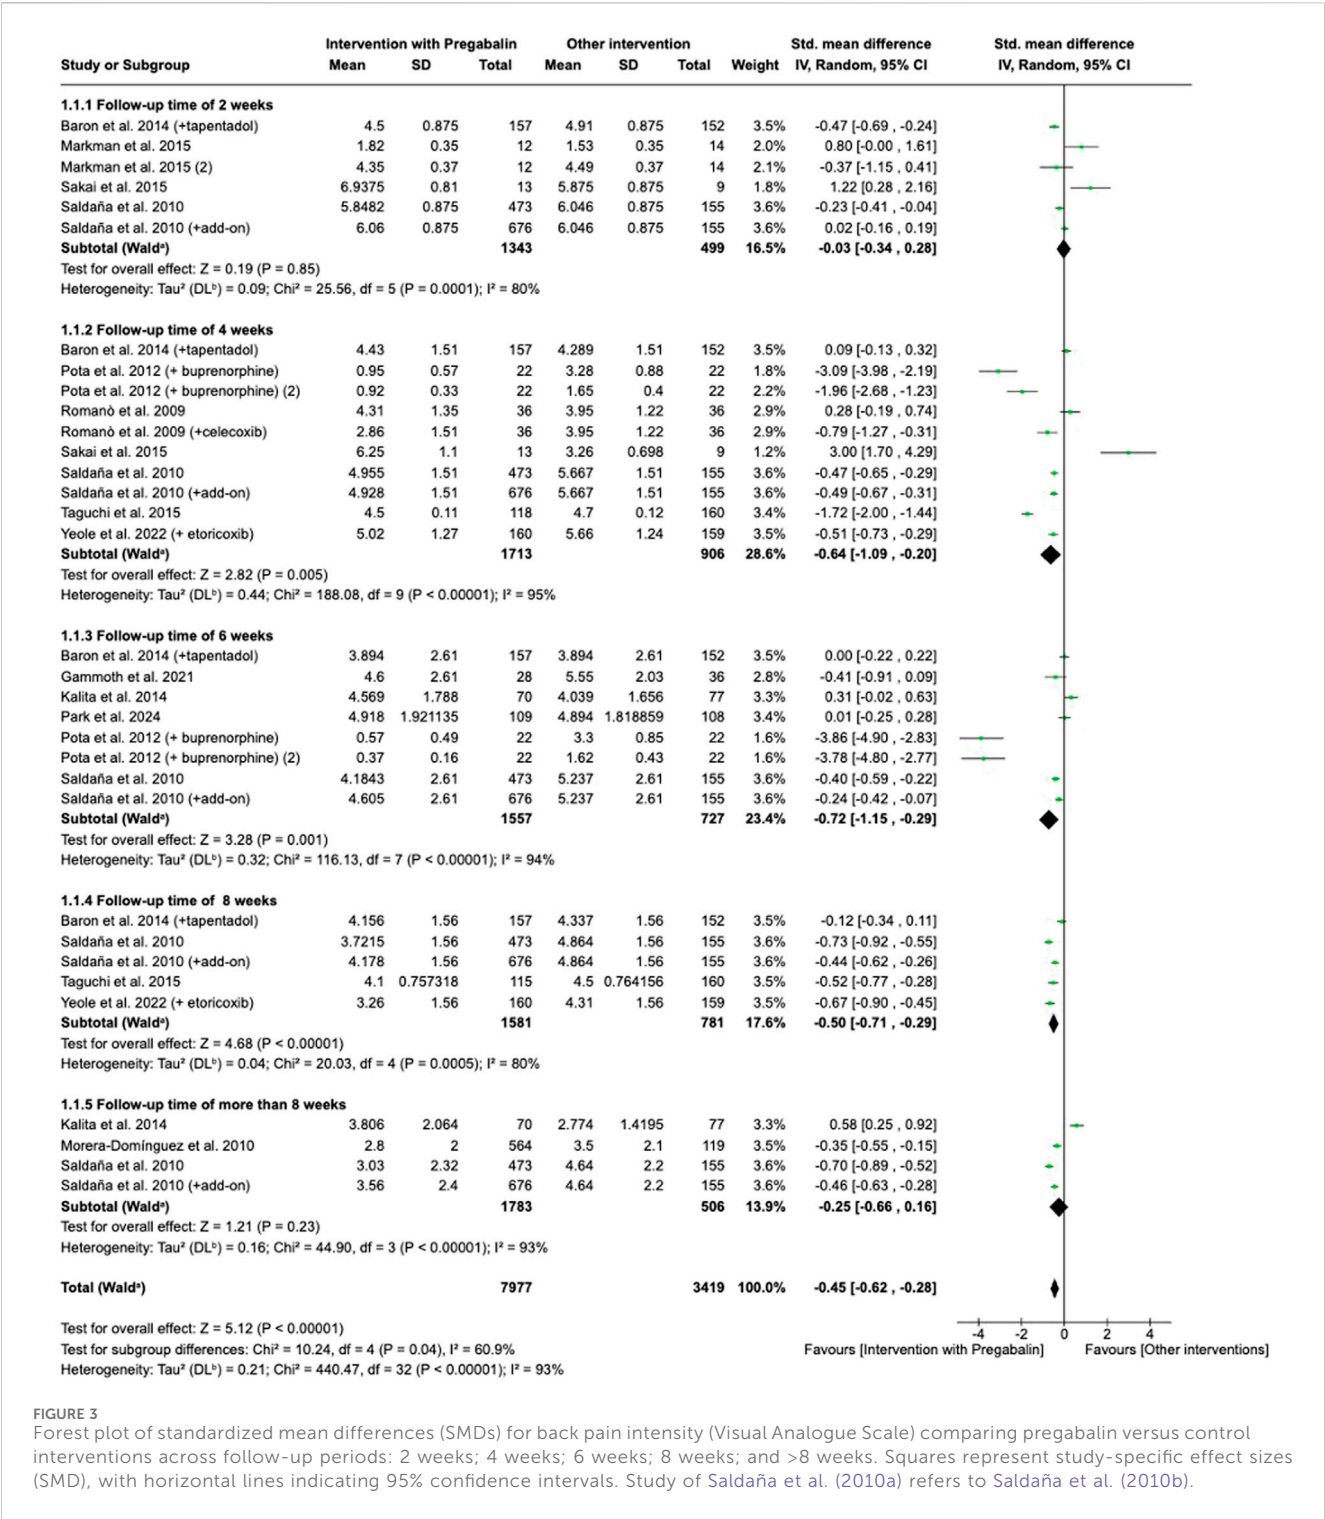 Intervention with Pregabalin Other intervention Std. mean difference Std. mean difference
Study or Subgroup Mean SD Total Mean SD Total Weight IV, Random, 95% CI IV, Random, 95% CI
1.1.1 Follow-up time of 2 weeks
Baron et al. 2014 (+tapentadol) 4.5 0.875 157 4.91 0.875 152 3.5% -0.47 [-0.69 , -0.24]
Markman et al. 2015 1.82 0.35 12 1.53 0.35 14 2.0% 0.80 [-0.00 , 1.61]
Markman et al. 2015 (2) 4.35 0.37 12 4.49 0.37 14 2.1% -0.37 [-1.15 , 0.41]
Sakai et al. 2015 6.9375 0.81 13 5.875 0.875 9 1.8% 1.22 [0.28 , 2.16]
Saldaña et al. 2010 5.8482 0.875 473 6.046 0.875 155 3.6% -0.23 [-0.41 , -0.04]
Saldaña et al. 2010 (+add-on) 6.06 0.875 676 6.046 0.875 155 3.6% 0.02 [-0.16 , 0.19]
Subtotal (Waldᵃ) 1343 499 16.5% -0.03 [-0.34 , 0.28]
Test for overall effect: Z = 0.19 (P = 0.85)
Heterogeneity: Tau² (DLᵇ) = 0.09; Chi² = 25.56, df = 5 (P = 0.0001); I² = 80%
1.1.2 Follow-up time of 4 weeks
Baron et al. 2014 (+tapentadol) 4.43 1.51 157 4.289 1.51 152 3.5% 0.09 [-0.13 , 0.32]
Pota et al. 2012 (+ buprenorphine) 0.95 0.57 22 3.28 0.88 22 1.8% -3.09 [-3.98 , -2.19]
Pota et al. 2012 (+ buprenorphine) (2) 0.92 0.33 22 1.65 0.4 22 2.2% -1.96 [-2.68 , -1.23]
Romanò et al. 2009 4.31 1.35 36 3.95 1.22 36 2.9% 0.28 [-0.19 , 0.74]
Romanò et al. 2009 (+celecoxib) 2.86 1.51 36 3.95 1.22 36 2.9% -0.79 [-1.27 , -0.31]
Sakai et al. 2015 6.25 1.1 13 3.26 0.698 9 1.2% 3.00 [1.70 , 4.29]
Saldaña et al. 2010 4.955 1.51 473 5.667 1.51 155 3.6% -0.47 [-0.65 , -0.29]
Saldaña et al. 2010 (+add-on) 4.928 1.51 676 5.667 1.51 155 3.6% -0.49 [-0.67 , -0.31]
Taguchi et al. 2015 4.5 0.11 118 4.7 0.12 160 3.4% -1.72 [-2.00 , -1.44]
Yeole et al. 2022 (+ etoricoxib) 5.02 1.27 160 5.66 1.24 159 3.5% -0.51 [-0.73 , -0.29]
Subtotal (Waldᵃ) 1713 906 28.6% -0.64 [-1.09 , -0.20]
Test for overall effect: Z = 2.82 (P = 0.005)
Heterogeneity: Tau² (DLᵇ) = 0.44; Chi² = 188.08, df = 9 (P < 0.00001); I² = 95%
1.1.3 Follow-up time of 6 weeks
Baron et al. 2014 (+tapentadol) 3.894 2.61 157 3.894 2.61 152 3.5% 0.00 [-0.22 , 0.22]
Gammoth et al. 2021 4.6 2.61 28 5.55 2.03 36 2.8% -0.41 [-0.91 , 0.09]
Kalita et al. 2014 4.569 1.788 70 4.039 1.656 77 3.3% 0.31 [-0.02 , 0.63]
Park et al. 2024 4.918 1.921135 109 4.894 1.818859 108 3.4% 0.01 [-0.25 , 0.28]
Pota et al. 2012 (+ buprenorphine) 0.57 0.49 22 3.3 0.85 22 1.6% -3.86 [-4.90 , -2.83]
Pota et al. 2012 (+ buprenorphine) (2) 0.37 0.16 22 1.62 0.43 22 1.6% -3.78 [-4.80 , -2.77]
Saldaña et al. 2010 4.1843 2.61 473 5.237 2.61 155 3.6% -0.40 [-0.59 , -0.22]
Saldaña et al. 2010 (+add-on) 4.605 2.61 676 5.237 2.61 155 3.6% -0.24 [-0.42 , -0.07]
Subtotal (Waldᵃ) 1557 727 23.4% -0.72 [-1.15 , -0.29]
Test for overall effect: Z = 3.28 (P = 0.001)
Heterogeneity: Tau² (DLᵇ) = 0.32; Chi² = 116.13, df = 7 (P < 0.00001); I² = 94%
1.1.4 Follow-up time of 8 weeks
Baron et al. 2014 (+tapentadol) 4.156 1.56 157 4.337 1.56 152 3.5% -0.12 [-0.34 , 0.11]
Saldaña et al. 2010 3.7215 1.56 473 4.864 1.56 155 3.6% -0.73 [-0.92 , -0.55]
Saldaña et al. 2010 (+add-on) 4.178 1.56 676 4.864 1.56 155 3.6% -0.44 [-0.62 , -0.26]
Taguchi et al. 2015 4.1 0.757318 115 4.5 0.764156 160 3.5% -0.52 [-0.77 , -0.28]
Yeole et al. 2022 (+ etoricoxib) 3.26 1.56 160 4.31 1.56 159 3.5% -0.67 [-0.90 , -0.45]
Subtotal (Waldᵃ) 1581 781 17.6% -0.50 [-0.71 , -0.29]
Test for overall effect: Z = 4.68 (P < 0.00001)
Heterogeneity: Tau² (DLᵇ) = 0.04; Chi² = 20.03, df = 4 (P = 0.0005); I² = 80%
1.1.5 Follow-up time of more than 8 weeks
Kalita et al. 2014 3.806 2.064 70 2.774 1.4195 77 3.3% 0.58 [0.25 , 0.92]
Morera-Domínguez et al. 2010 2.8 2 564 3.5 2.1 119 3.5% -0.35 [-0.55 , -0.15]
Saldaña et al. 2010 3.03 2.32 473 4.64 2.2 155 3.6% -0.70 [-0.89 , -0.52]
Saldaña et al. 2010 (+add-on) 3.56 2.4 676 4.64 2.2 155 3.6% -0.46 [-0.63 , -0.28]
Subtotal (Waldᵃ) 1783 506 13.9% -0.25 [-0.66 , 0.16]
Test for overall effect: Z = 1.21 (P = 0.23)
Heterogeneity: Tau² (DLᵇ) = 0.16; Chi² = 44.90, df = 3 (P < 0.00001); I² = 93%
Total (Waldᵃ) 7977 3419 100.0% -0.45 [-0.62 , -0.28]
Test for overall effect: Z = 5.12 (P < 0.00001)
Test for subgroup differences: Chi² = 10.24, df = 4 (P = 0.04), I² = 60.9%
Heterogeneity: Tau² (DLᵇ) = 0.21; Chi² = 440.47, df = 32 (P < 0.00001); I² = 93%
-4 -2 0 2 4
Favours [Intervention with Pregabalin] Favours [Other interventions]
FIGURE 3
Forest plot of standardized mean differences (SMDs) for back pain intensity (Visual Analogue Scale) comparing pregabalin versus control
interventions across follow-up periods: 2 weeks; 4 weeks; 6 weeks; 8 weeks; and >8 weeks. Squares represent study-specific effect sizes
(SMD), with horizontal lines indicating 95% confidence intervals. Study of Saldaña et al. (2010a) refers to Saldaña et al. (2010b).